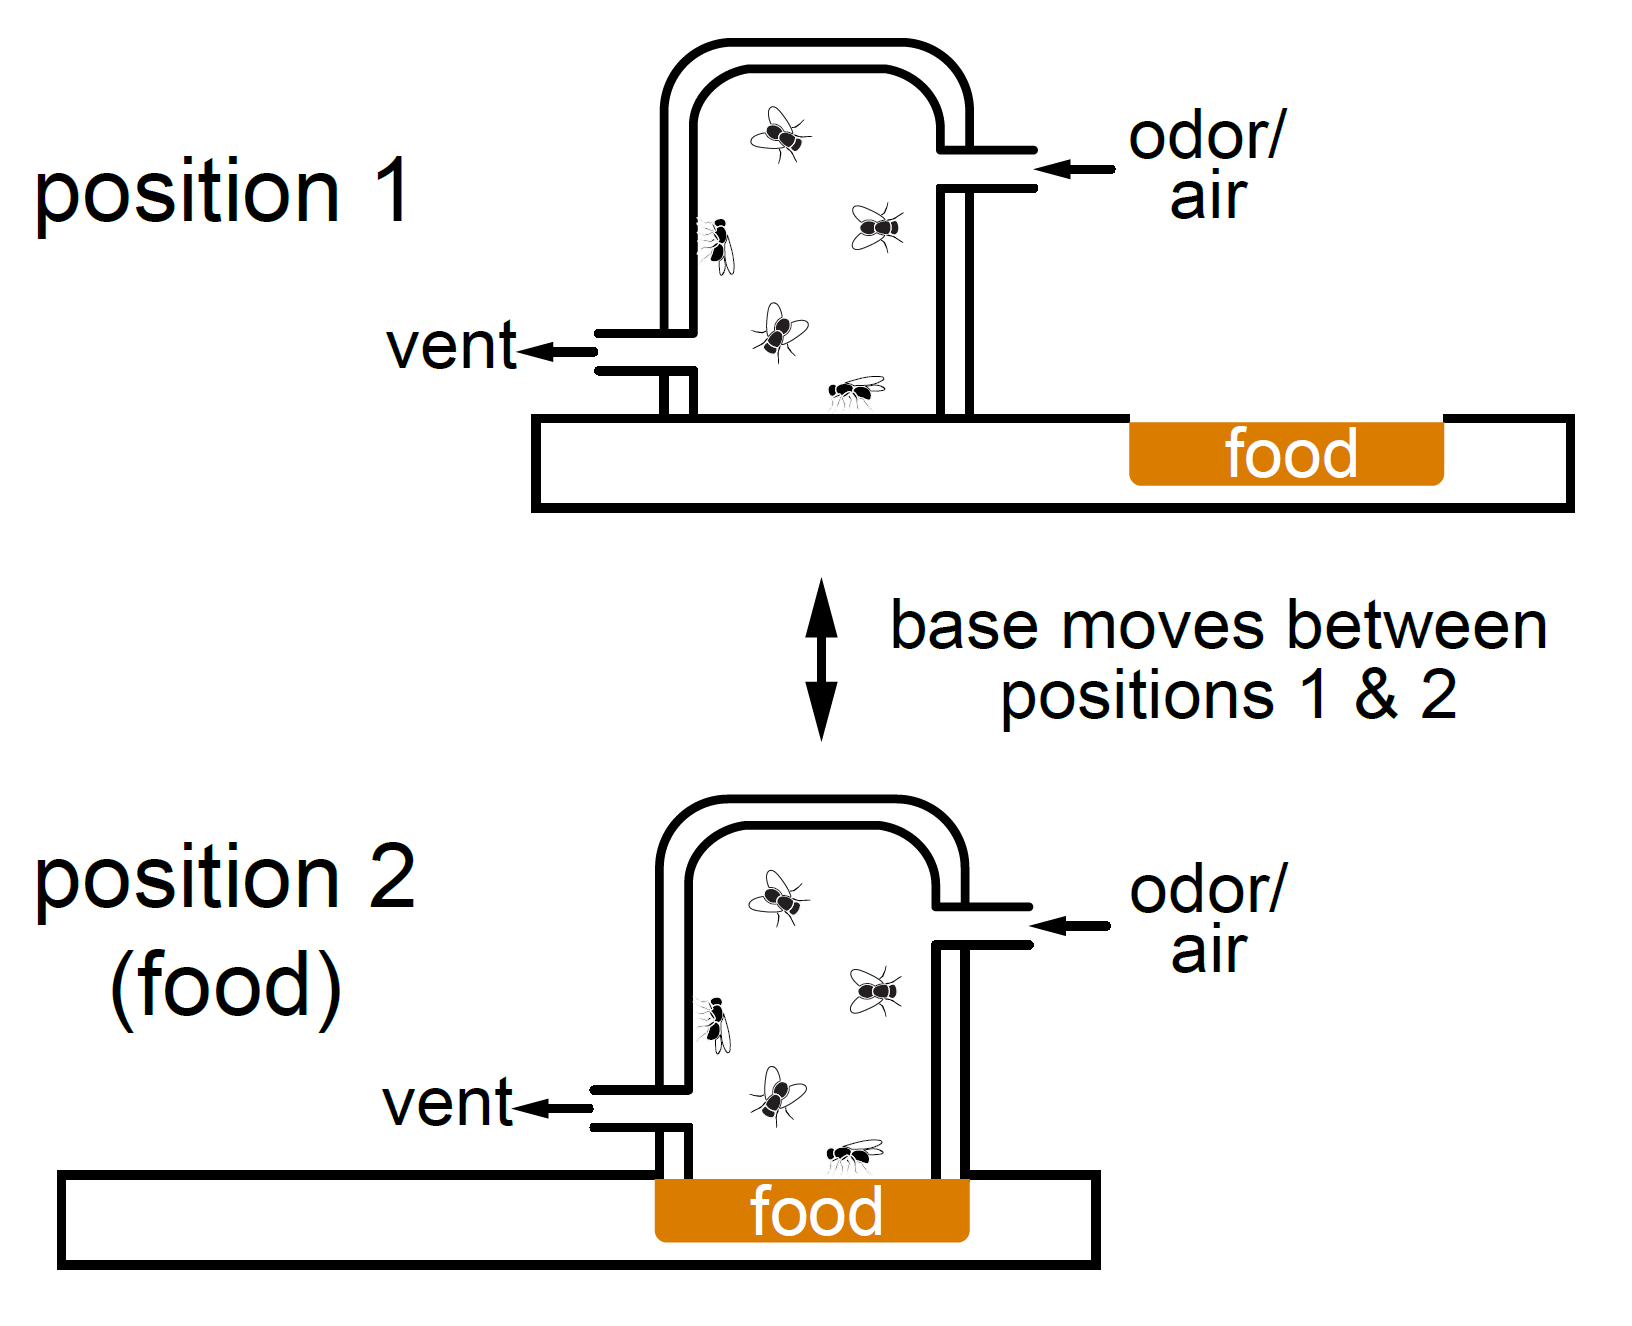 position 1
odor/
air
vent
food
base moves between
positions 1 & 2
position 2
(food)
odor/
air
vent
food